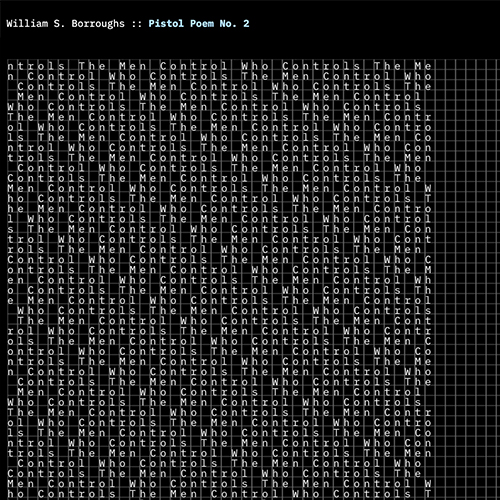 William S. Borroughs :: Pistol Poem No. 2
ntrols The Men Control Who Controls The Me
n Control Who Controls The Men Control Who
Controls The Men Control Who Controls The
Men Control Who Controls The Men Control
Who Controls The Men Control Who Controls
The Men Control Who Controls The Men Contr
ol Who Controls The Men Control Who Contro
ls The Men Control Who Controls The Men Co
ntrol Who Controls The Men Control Who Con
trols The Men Control Who Controls The Men
Control Who Controls The Men Control Who
Controls The Men Control Who Controls The
Men Control Who Controls The Men Control W
ho Controls The Men Control Who Controls T
he Men Control Who Controls The Men Contro
l Who Controls The Men Control Who Control
s The Men Control Who Controls The Men Con
trol Who Controls The Men Control Who Cont
rols The Men Control Who Controls The Men
Control Who Controls The Men Control Who C
ontrols The Men Control Who Controls The M
en Control Who Controls The Men Control Wh
o Controls The Men Control Who Controls Th
e Men Control Who Controls The Men Control
Who Controls The Men Control Who Controls
The Men Control Who Controls The Men Cont
rol Who Controls The Men Control Who Contr
ols The Men Control Who Controls The Men C
ontrol Who Controls The Men Control Who Co
ntrols The Men Control Who Controls The Me
n Control Who Controls The Men Control Who
Controls The Men Control Who Controls The
Men Control Who Controls The Men Control
Who Controls The Men Control Who Controls
The Men Control Who Controls The Men Contr
ol Who Controls The Men Control Who Contro
ls The Men Control Who Controls The Men Co
ntrol Who Controls The Men Control Who Con
trols The Men Control Who Controls The Men
Control Who Controls The Men Control Who
Controls The Men Control Who Controls The
Men Control Who Controls The Men Control W
ho Controls The Men Control Who Controls T